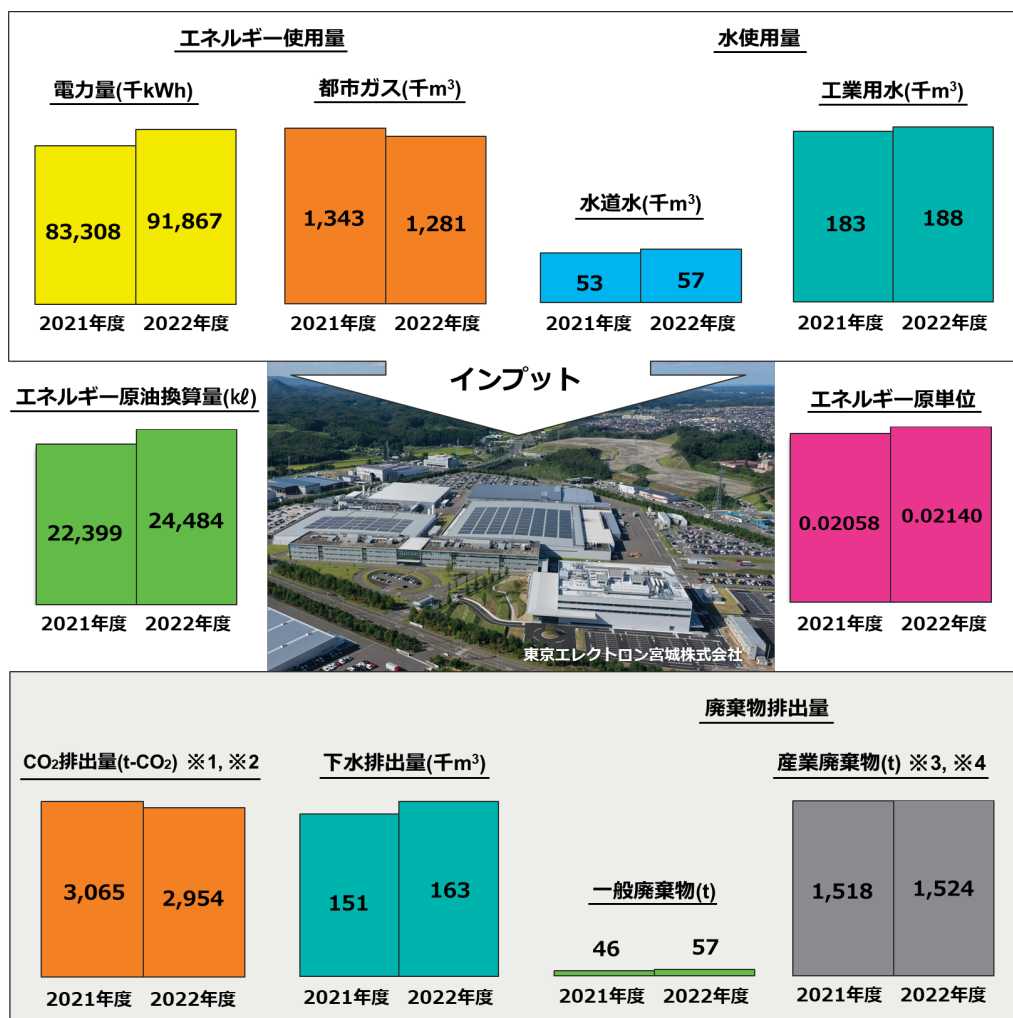 エネルギー使用量
水使用量
電力量(千kWh)
都市ガス(千m³)
工業用水(千m³)
水道水(千m³)
83,308
91,867
1,343
1,281
53
57
183
188
2021年度
2022年度
2021年度
2022年度
2021年度
2022年度
2021年度
2022年度
インプット
エネルギー原油換算量(kℓ)
エネルギー原単位
22,399
24,484
0.02058
0.02140
2021年度
2022年度
2021年度
2022年度
東京エレクトロン宮城株式会社
廃棄物排出量
CO₂排出量(t-CO₂) ※1, ※2
下水排出量(千m³)
産業廃棄物(t) ※3, ※4
一般廃棄物(t)
3,065
2,954
151
163
46
57
1,518
1,524
2021年度
2022年度
2021年度
2022年度
2021年度
2022年度
2021年度
2022年度